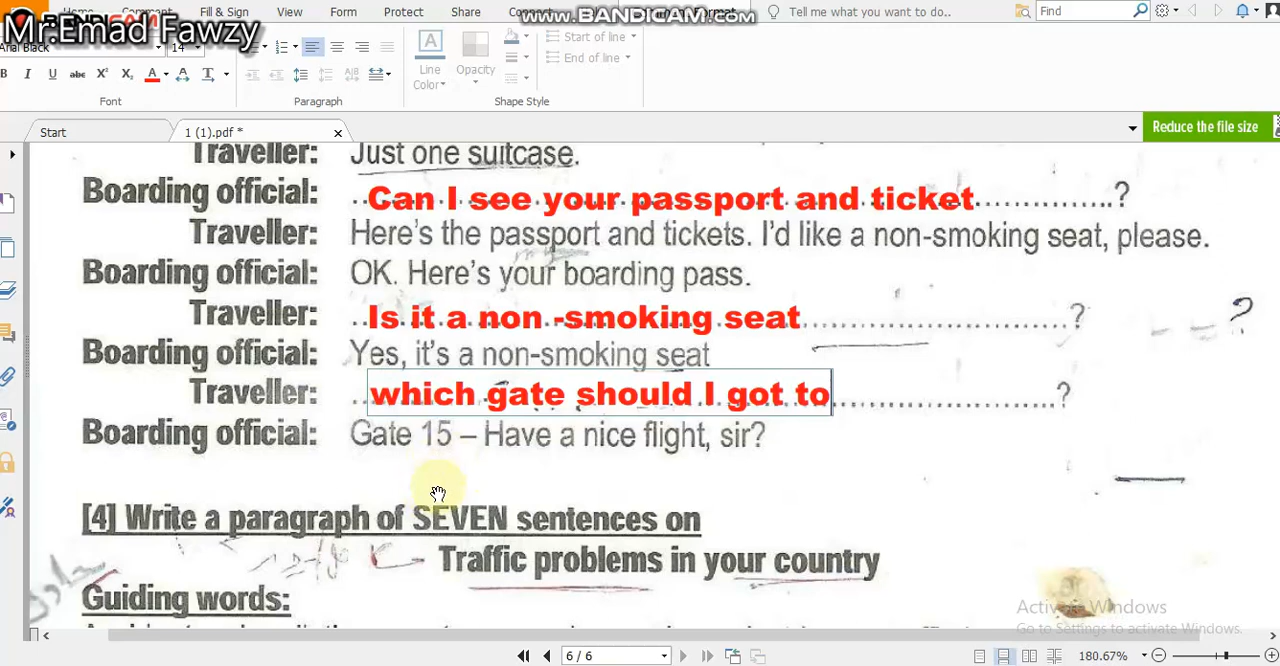 www.BANDICAM.com
Mr.Emad Fawzy
Fill & Sign View Form Protect Share Connect Format Tell me what you want to do.. Find
Arial Black 14
Start of line
End of line
B I U abc X² X₂ A A T
Line
Color
Opacity
Font Paragraph Shape Style
Start 1 (1).pdf * Reduce the file size
Traveller: Just one suitcase.
Boarding official: Can I see your passport and ticket ?
Traveller: Here's the passport and tickets. I'd like a non-smoking seat, please.
Boarding official: OK. Here's your boarding pass.
Traveller: Is it a non -smoking seat ? ?
Boarding official: Yes, it's a non-smoking seat
Traveller: which gate should I got to ?
Boarding official: Gate 15 – Have a nice flight, sir?
[4] Write a paragraph of SEVEN sentences on
Traffic problems in your country
Guiding words:
Activate Windows
Go to Settings to activate Windows.
6 / 6 180.67%